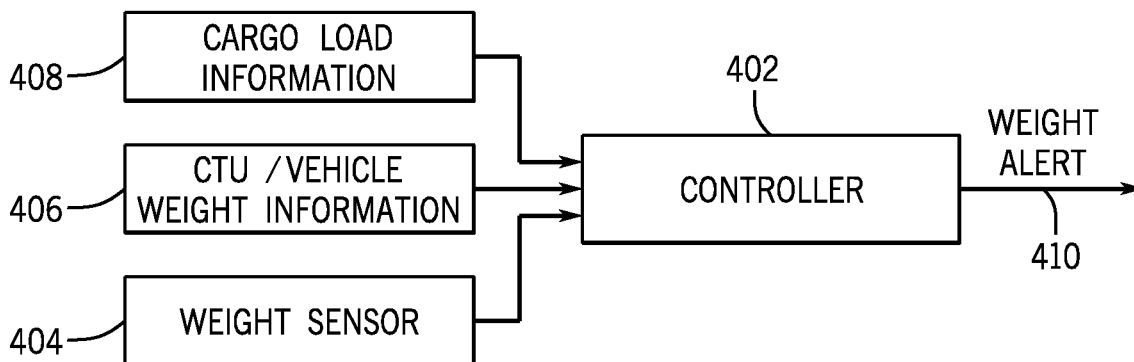 408
CARGO LOAD
INFORMATION
406
CTU /VEHICLE
WEIGHT INFORMATION
404
WEIGHT SENSOR
402
CONTROLLER
WEIGHT
ALERT
410